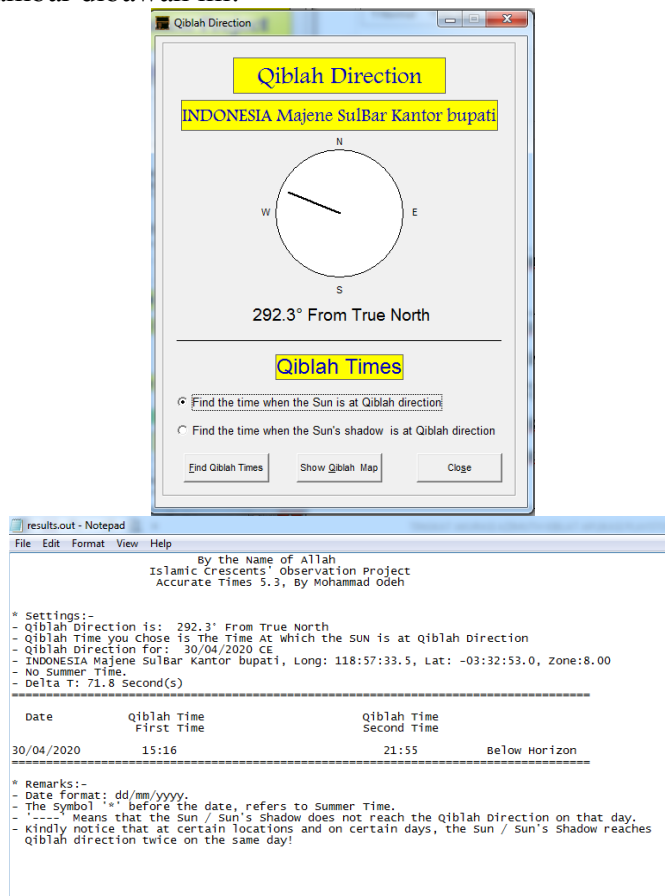 Qiblah Direction
Qiblah Direction
INDONESIA Majene SulBar Kantor bupati
N
W
E
S
292.3° From True North
Qiblah Times
Find the time when the Sun is at Qiblah direction
Find the time when the Sun's shadow is at Qiblah direction
Find Qiblah Times Show Qiblah Map Close
results.out - Notepad
File Edit Format View Help
By the Name of Allah
Islamic Crescents' Observation Project
Accurate Times 5.3, By Mohammad Odeh
* Settings:-
- Qiblah Direction is: 292.3° From True North
- Qiblah Time you Chose is The Time At Which the SUN is at Qiblah Direction
- Qiblah Direction for: 30/04/2020 CE
- INDONESIA Majene SulBar Kantor bupati, Long: 118:57:33.5, Lat: -03:32:53.0, Zone:8.00
- No Summer Time.
- Delta T: 71.8 Second(s)
Date Qiblah Time Qiblah Time
First Time Second Time
30/04/2020 15:16 21:55 Below Horizon
* Remarks:-
- Date format: dd/mm/yyyy.
- The Symbol '*' before the date, refers to Summer Time.
- '----' Means that the Sun / Sun's Shadow does not reach the Qiblah Direction on that day.
- Kindly notice that at certain locations and on certain days, the Sun / Sun's Shadow reaches
Qiblah direction twice on the same day!